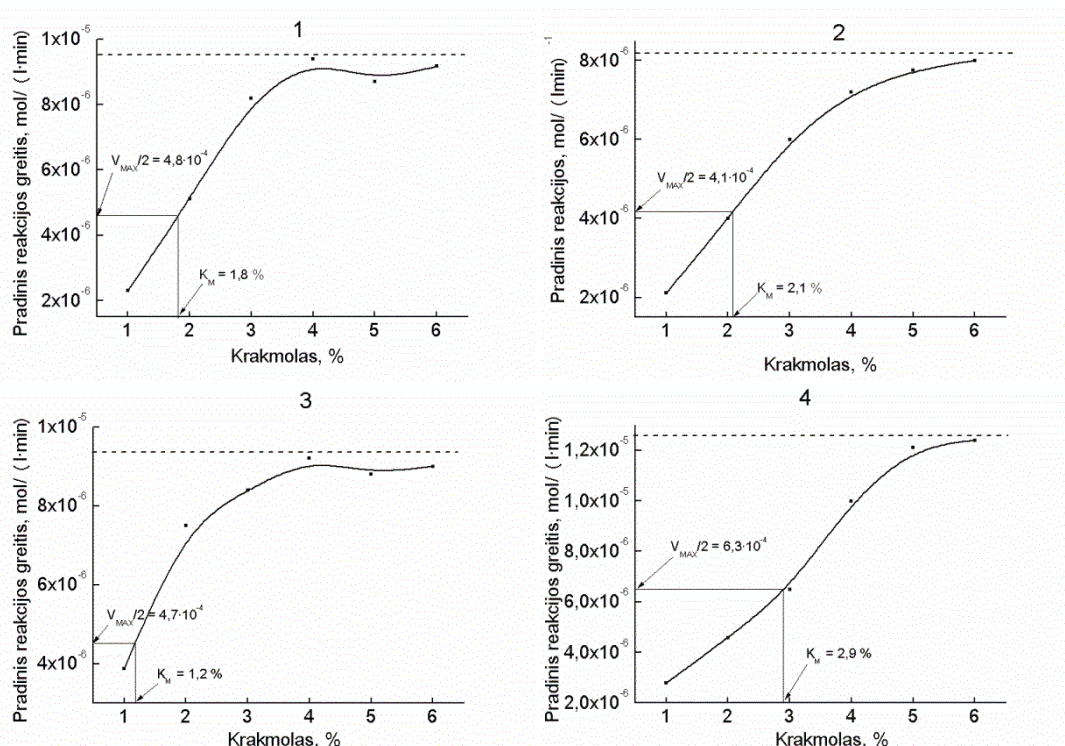 1
Pradinis reakcijos greitis, mol/ ( l·min)
1x10⁻⁵
8x10⁻⁶
6x10⁻⁶
4x10⁻⁶
2x10⁻⁶
V_MAX/2 = 4,8·10⁻⁴
K_M = 1,8 %
1 2 3 4 5 6
Krakmolas, %
2
-1
Pradinis reakcijos greitis, mol/ ( lmin)
8x10⁻⁶
6x10⁻⁶
4x10⁻⁶
2x10⁻⁶
V_MAX/2 = 4,1·10⁻⁴
K_M = 2,1 %
1 2 3 4 5 6
Krakmolas, %
3
Pradinis reakcijos greitis, mol/ ( l·min)
1x10⁻⁵
8x10⁻⁶
6x10⁻⁶
4x10⁻⁶
V_MAX/2 = 4,7·10⁻⁴
K_M = 1,2 %
1 2 3 4 5 6
Krakmolas, %
4
Pradinis reakcijos greitis, mol/ ( l·min)
1,2x10⁻⁵
1,0x10⁻⁵
8,0x10⁻⁶
6,0x10⁻⁶
4,0x10⁻⁶
2,0x10⁻⁶
V_MAX/2 = 6,3·10⁻⁴
K_M = 2,9 %
1 2 3 4 5 6
Krakmolas, %